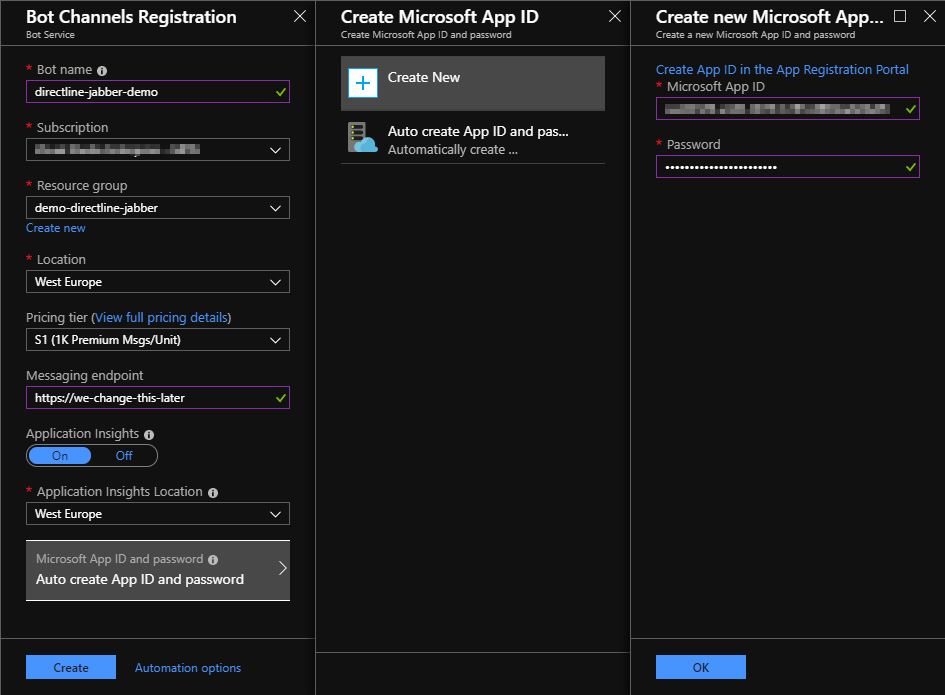 Bot Channels Registration
Bot Service
* Bot name
directline-jabber-demo
* Subscription
* Resource group
demo-directline-jabber
Create new
* Location
West Europe
Pricing tier (View full pricing details)
S1 (1K Premium Msgs/Unit)
Messaging endpoint
https://we-change-this-later
Application Insights
On Off
* Application Insights Location
West Europe
Microsoft App ID and password
Auto create App ID and password
Create Automation options
Create Microsoft App ID
Create Microsoft App ID and password
Create New
Auto create App ID and pas...
Automatically create ...
Create new Microsoft App...
Create a new Microsoft App ID and password
Create App ID in the App Registration Portal
* Microsoft App ID
* Password
•••••••••••••••••••••••
OK